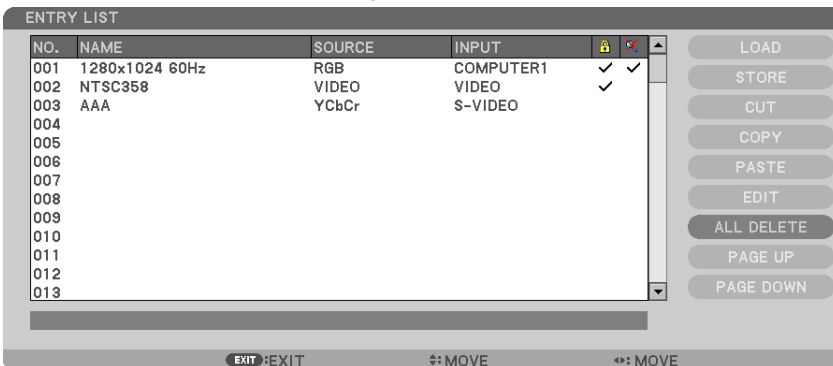 ENTRY LIST
NO. NAME SOURCE INPUT
001 1280x1024 60Hz RGB COMPUTER1
002 NTSC358 VIDEO VIDEO
003 AAA YCbCr S-VIDEO
004
005
006
007
008
009
010
011
012
013
LOAD
STORE
CUT
COPY
PASTE
EDIT
ALL DELETE
PAGE UP
PAGE DOWN
EXIT :EXIT :MOVE :MOVE